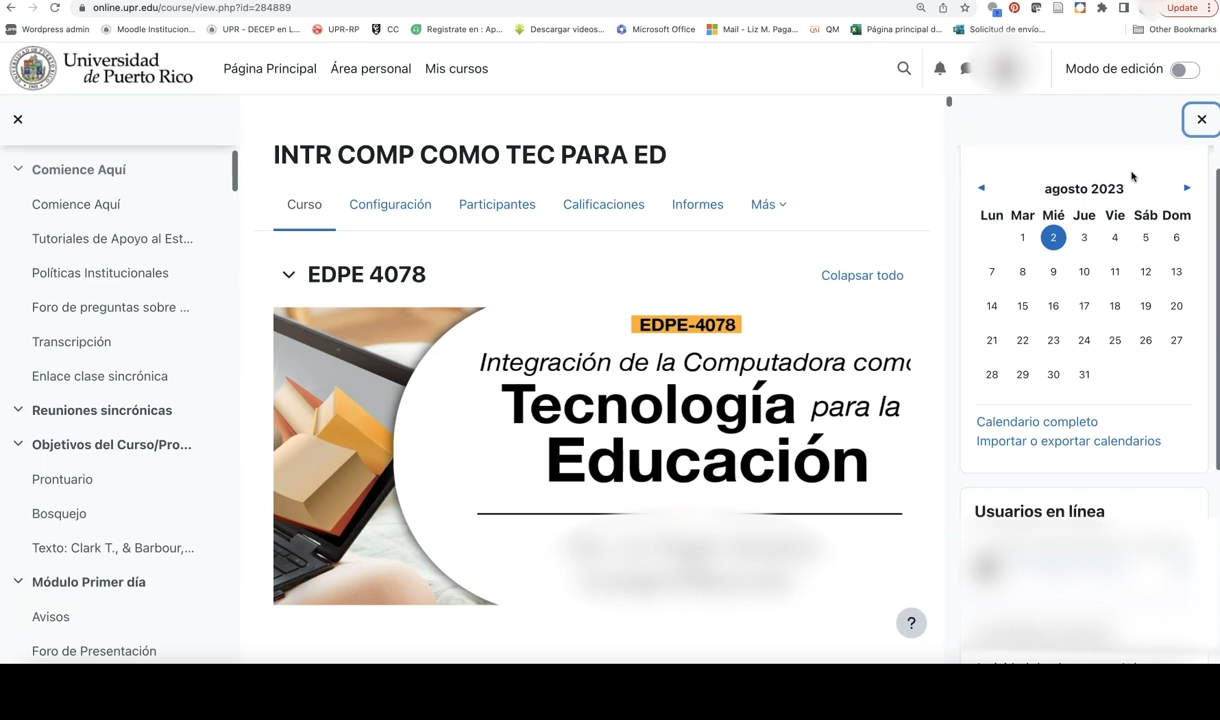 online.upr.edu/course/view.php?id=284889
Update
Wordpress admin
Moodle Institucion...
UPR - DECEP en L...
UPR-RP
CC
Registrate en : Ap...
Descargar videos...
Microsoft Office
Mail - Liz M. Paga...
QM
Página principal d...
Solicitud de envío...
Other Bookmarks
Universidad
de Puerto Rico
Página Principal
Área personal
Mis cursos
Modo de edición
Comience Aquí
Comience Aquí
Tutoriales de Apoyo al Est...
Políticas Institucionales
Foro de preguntas sobre ...
Transcripción
Enlace clase sincrónica
Reuniones sincrónicas
Objetivos del Curso/Pro...
Prontuario
Bosquejo
Texto: Clark T., & Barbour,...
Módulo Primer día
Avisos
Foro de Presentación
INTR COMP COMO TEC PARA ED
Curso
Configuración
Participantes
Calificaciones
Informes
Más
EDPE 4078
Colapsar todo
EDPE-4078
Integración de la Computadora como
Tecnología para la
Educación
?
agosto 2023
Lun Mar Mié Jue Vie Sáb Dom
1 2 3 4 5 6
7 8 9 10 11 12 13
14 15 16 17 18 19 20
21 22 23 24 25 26 27
28 29 30 31
Calendario completo
Importar o exportar calendarios
Usuarios en línea